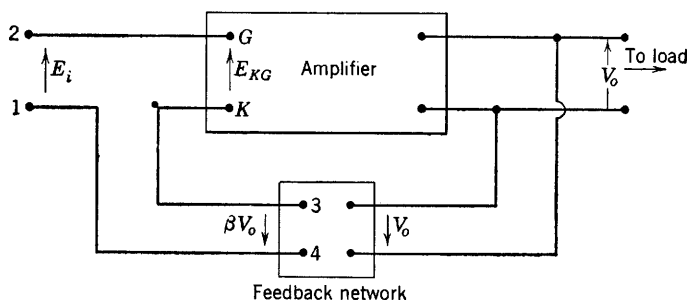 2
G
E_i
E_KG
Amplifier
V_o
To load
1
K
βV_o
3
4
V_o
Feedback network